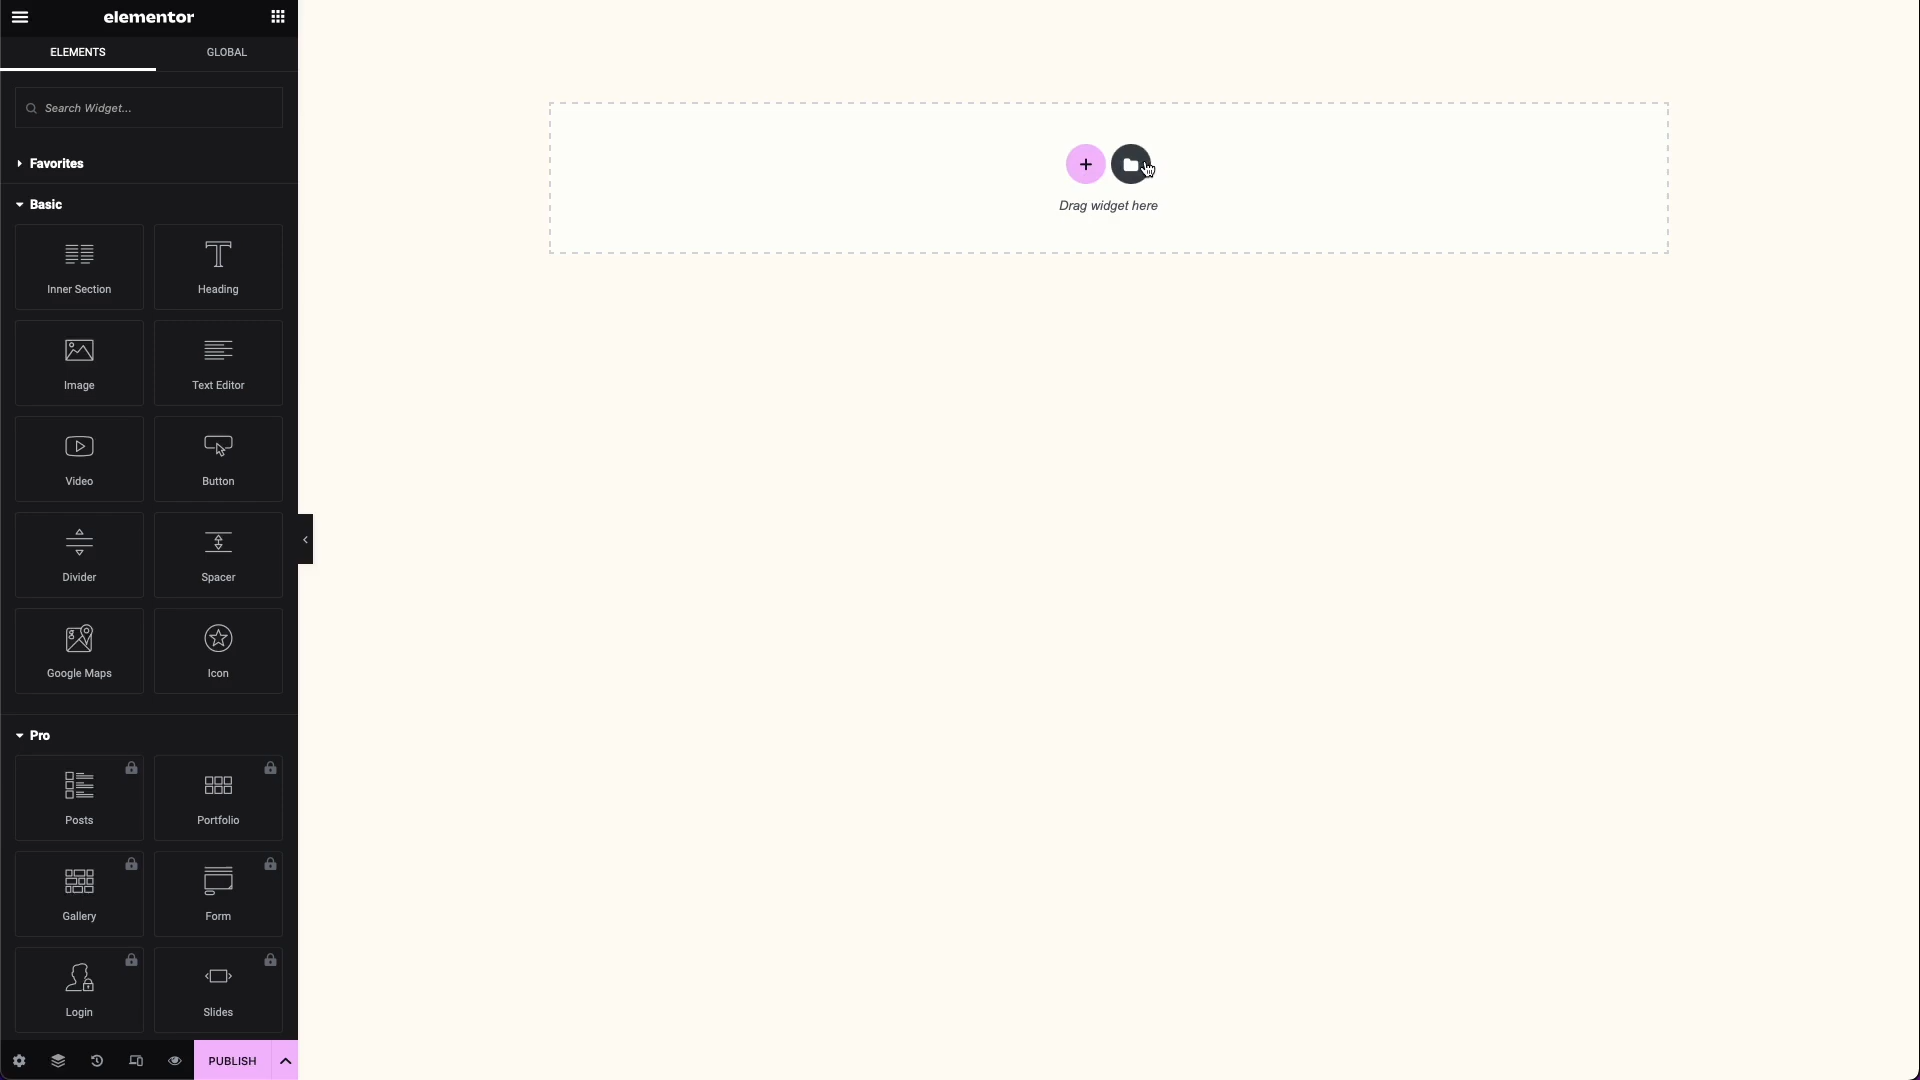 elementor
ELEMENTS
GLOBAL
Search Widget...
Favorites
Basic
Inner Section
Heading
Image
Text Editor
Video
Button
Divider
Spacer
Google Maps
Icon
Pro
Posts
Portfolio
Gallery
Form
Login
Slides
PUBLISH
Drag widget here